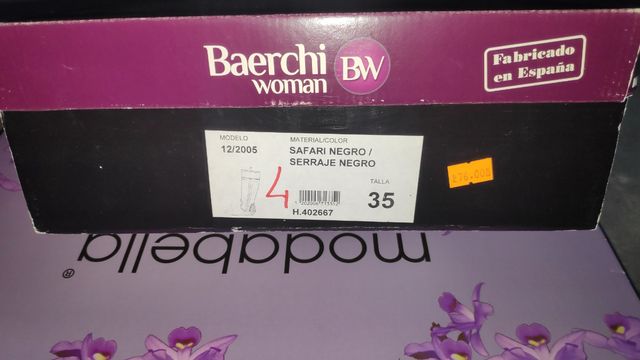 Baerchi
woman
BW
Fabricado
en España
MODELO
12/2005
MATERIAL/COLOR
SAFARI NEGRO /
SERRAJE NEGRO
4
TALLA
35
H.402667
modabella
®